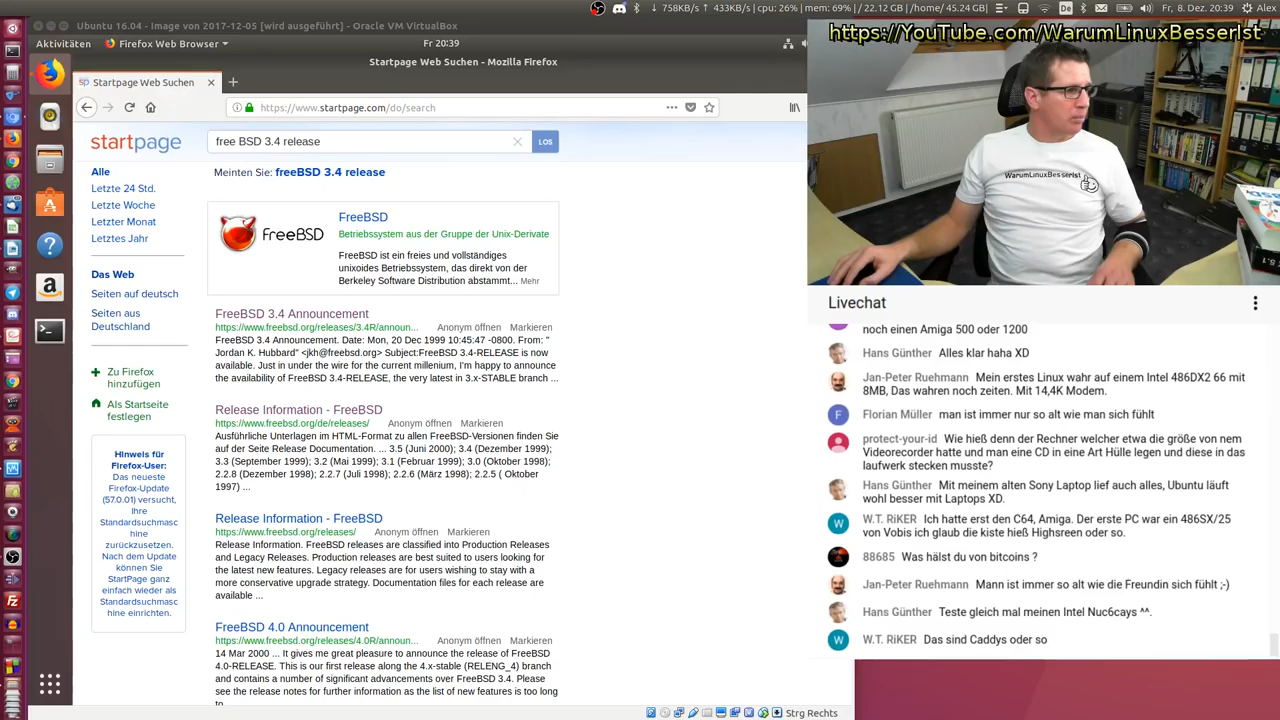 Ubuntu 16.04 - Image von 2017-12-05 [wird ausgeführt] - Oracle VM VirtualBox
758KB/s
433KB/s
cpu: 26%
mem: 69%
22.12 GB
/home/45.24 GB
De
Fr, 8. Dez. 20:39
Alex
Aktivitäten
Firefox Web Browser
Fr 20:39
Startpage Web Suchen - Mozilla Firefox
Startpage Web Suchen
https://www.startpage.com/do/search
startpage
free BSD 3.4 release
LOS
Alle
Letzte 24 Std.
Letzte Woche
Letzter Monat
Letztes Jahr
Das Web
Seiten auf deutsch
Seiten aus
Deutschland
Zu Firefox
hinzufügen
Als Startseite
festlegen
Hinweis für
Firefox-User:
Das neueste
Firefox-Update
(57.0.01) versucht,
Ihre
Standardsuchmasc
hine
zurückzusetzen.
Nach dem Update
können Sie
StartPage ganz
einfach wieder als
Standardsuchmasc
hine einrichten.
Meinten Sie: freeBSD 3.4 release
FreeBSD
FreeBSD
Betriebssystem aus der Gruppe der Unix-Derivate
FreeBSD ist ein freies und vollständiges
unixoides Betriebssystem, das direkt von der
Berkeley Software Distribution abstammt... Mehr
FreeBSD 3.4 Announcement
https://www.freebsd.org/releases/3.4R/announ... Anonym öffnen Markieren
FreeBSD 3.4 Announcement. Date: Mon, 20 Dec 1999 10:45:47 -0800. From: "
Jordan K. Hubbard" <jkh@freebsd.org> Subject:FreeBSD 3.4-RELEASE is now
available. Just in under the wire for the current millenium, I'm happy to announce
the availability of FreeBSD 3.4-RELEASE, the very latest in 3.x-STABLE branch ...
Release Information - FreeBSD
https://www.freebsd.org/de/releases/ Anonym öffnen Markieren
Ausführliche Unterlagen im HTML-Format zu allen FreeBSD-Versionen finden Sie
auf der Seite Release Documentation. ... 3.5 (Juni 2000); 3.4 (Dezember 1999);
3.3 (September 1999); 3.2 (Mai 1999); 3.1 (Februar 1999); 3.0 (Oktober 1998);
2.2.8 (Dezember 1998); 2.2.7 (Juli 1998); 2.2.6 (März 1998); 2.2.5 ( Oktober
1997) ...
Release Information - FreeBSD
https://www.freebsd.org/releases/ Anonym öffnen Markieren
Release Information. FreeBSD releases are classified into Production Releases
and Legacy Releases. Production releases are best suited to users looking for
the latest new features. Legacy releases are for users wishing to stay with a
more conservative upgrade strategy. Documentation files for each release are
available ...
FreeBSD 4.0 Announcement
https://www.freebsd.org/releases/4.0R/announ... Anonym öffnen Markieren
14 Mar 2000 ... It gives me great pleasure to announce the release of FreeBSD
4.0-RELEASE. This is our first release along the 4.x-stable (RELENG_4) branch
and contains a number of significant advancements over FreeBSD 3.4. Please
see the release notes for further information as the list of new features is too long
to
Strg Rechts
https://YouTube.com/WarumLinuxBesserIst
WarumLinuxBesserIst
Livechat
noch einen Amiga 500 oder 1200
Hans Günther Alles klar haha XD
Jan-Peter Ruehmann Mein erstes Linux wahr auf einem Intel 486DX2 66 mit
8MB, Das wahren noch zeiten. Mit 14,4K Modem.
F
Florian Müller man ist immer nur so alt wie man sich fühlt
protect-your-id Wie hieß denn der Rechner welcher etwa die größe von nem
Videorecorder hatte und man eine CD in eine Art Hülle legen und diese in das
laufwerk stecken musste?
Hans Günther Mit meinem alten Sony Laptop lief auch alles, Ubuntu läuft
wohl besser mit Laptops XD.
W
W.T. RiKER Ich hatte erst den C64, Amiga. Der erste PC war ein 486SX/25
von Vobis ich glaub die kiste hieß Highsreen oder so.
88685 Was hälst du von bitcoins ?
Jan-Peter Ruehmann Mann ist immer so alt wie die Freundin sich fühlt ;-)
Hans Günther Teste gleich mal meinen Intel Nuc6cays ^^.
W
W.T. RiKER Das sind Caddys oder so